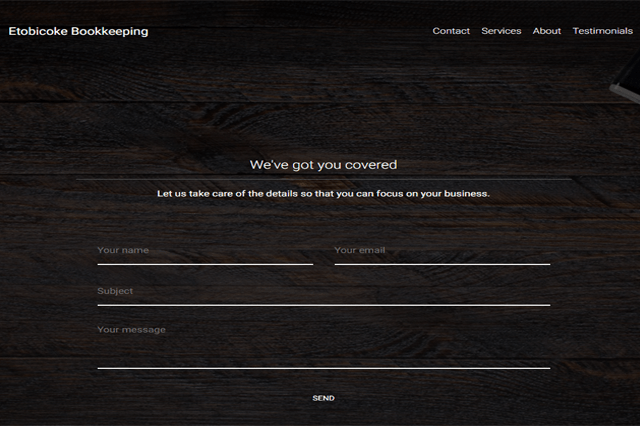 Etobicoke Bookkeeping
Contact Services About Testimonials
We've got you covered
Let us take care of the details so that you can focus on your business.
Your name Your email
Subject
Your message
SEND